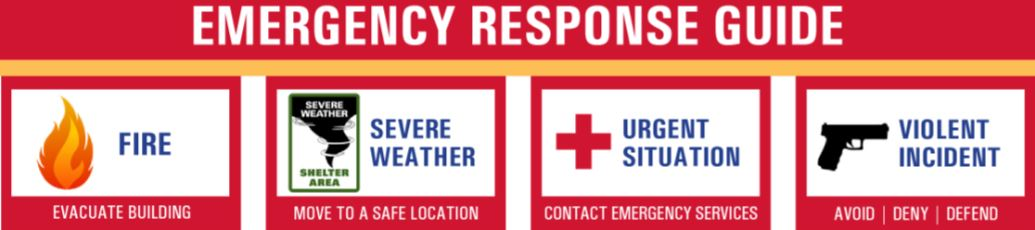 EMERGENCY RESPONSE GUIDE
FIRE
EVACUATE BUILDING
SEVERE
WEATHER
SHELTER
AREA
SEVERE
WEATHER
MOVE TO A SAFE LOCATION
URGENT
SITUATION
CONTACT EMERGENCY SERVICES
VIOLENT
INCIDENT
AVOID | DENY | DEFEND